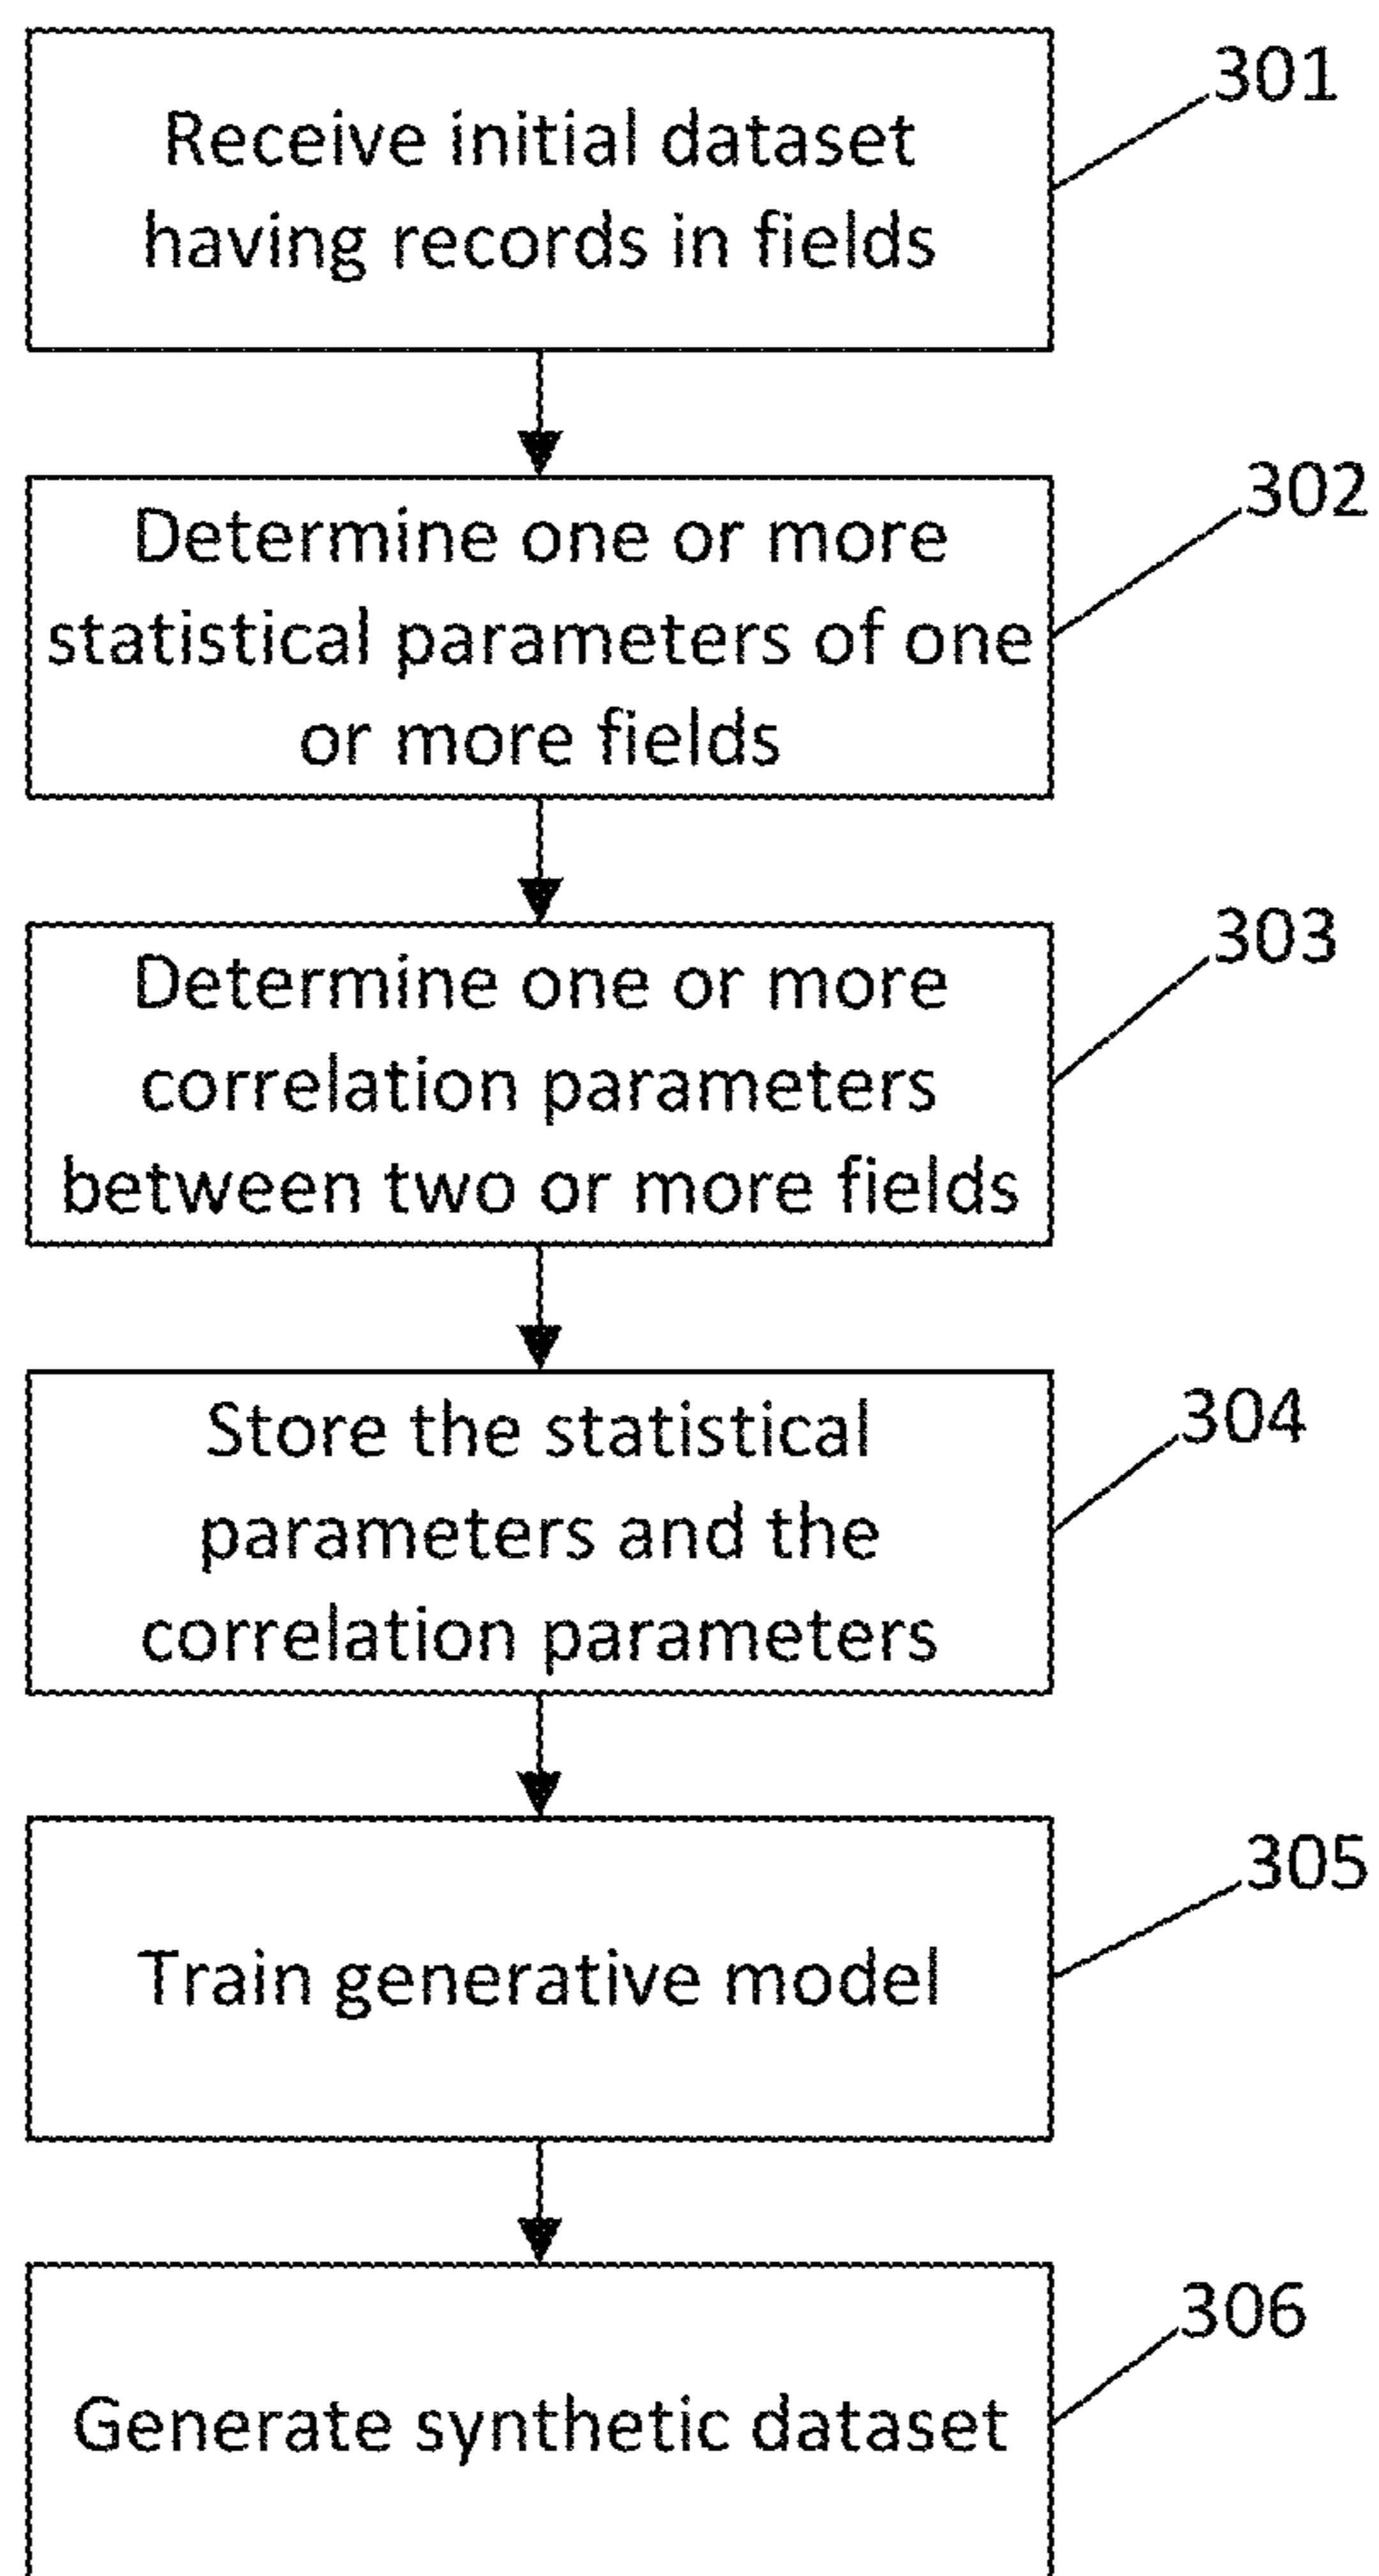 301
Receive initial dataset
having records in fields
302
Determine one or more
statistical parameters of one
or more fields
303
Determine one or more
correlation parameters
between two or more fields
304
Store the statistical
parameters and the
correlation parameters
305
Train generative model
306
Generate synthetic dataset